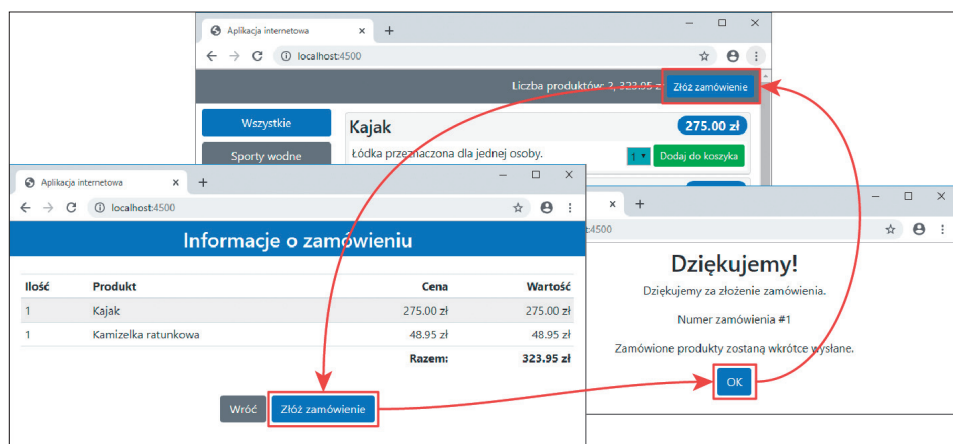 Aplikacja internetowa
localhost:4500
Liczba produktów: 2, 323.95 z
Złóż zamówienie
Wszystkie
Kajak
275.00 zł
Sporty wodne
Łódka przeznaczona dla jednej osoby.
1
Dodaj do koszyka
Aplikacja internetowa
localhost:4500
Informacje o zamówieniu
Ilość Produkt Cena Wartość
1 Kajak 275.00 zł 275.00 zł
1 Kamizelka ratunkowa 48.95 zł 48.95 zł
Razem: 323.95 zł
Wróć
Złóż zamówienie
:4500
Dziękujemy!
Dziękujemy za złożenie zamówienia.
Numer zamówienia #1
Zamówione produkty zostaną wkrótce wysłane.
OK